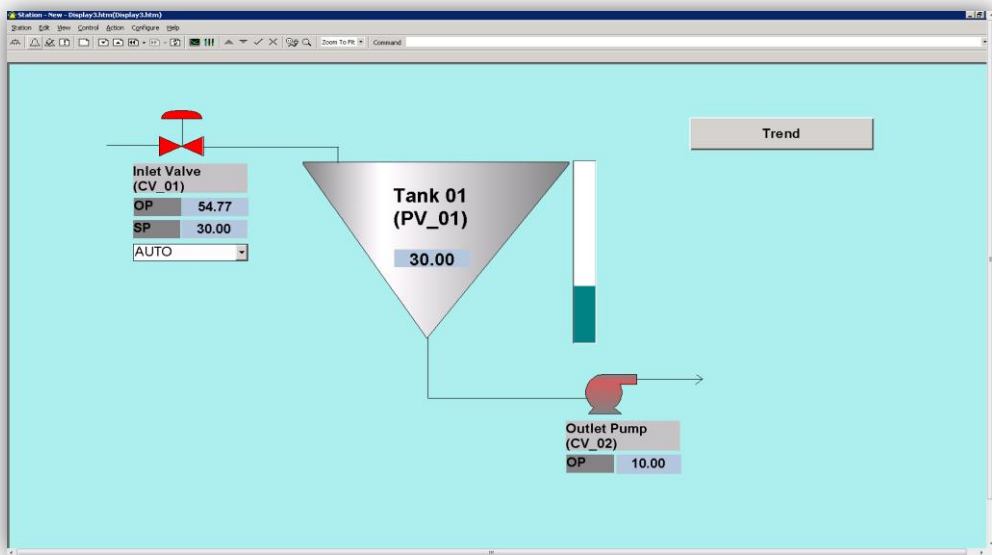 Station - New - Display3.htm(Display3.htm)
Station Edit View Control Action Configure Help
Zoom To Fit Command
Trend
Inlet Valve
(CV_01)
OP 54.77
SP 30.00
AUTO
Tank 01
(PV_01)
30.00
Outlet Pump
(CV_02)
OP 10.00